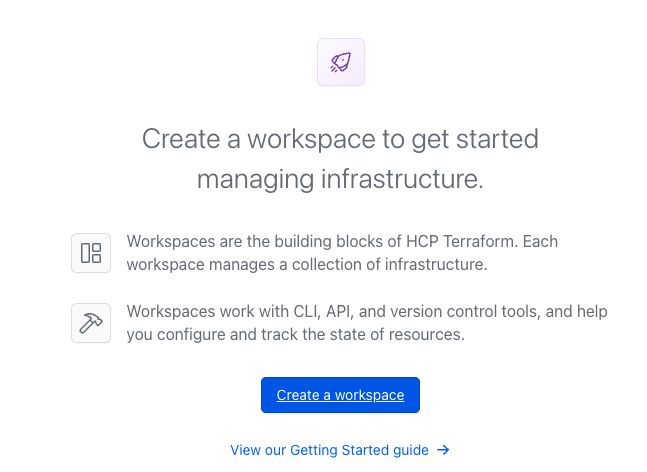 Create a workspace to get started
managing infrastructure.
Workspaces are the building blocks of HCP Terraform. Each
workspace manages a collection of infrastructure.
Workspaces work with CLI, API, and version control tools, and help
you configure and track the state of resources.
Create a workspace
View our Getting Started guide →